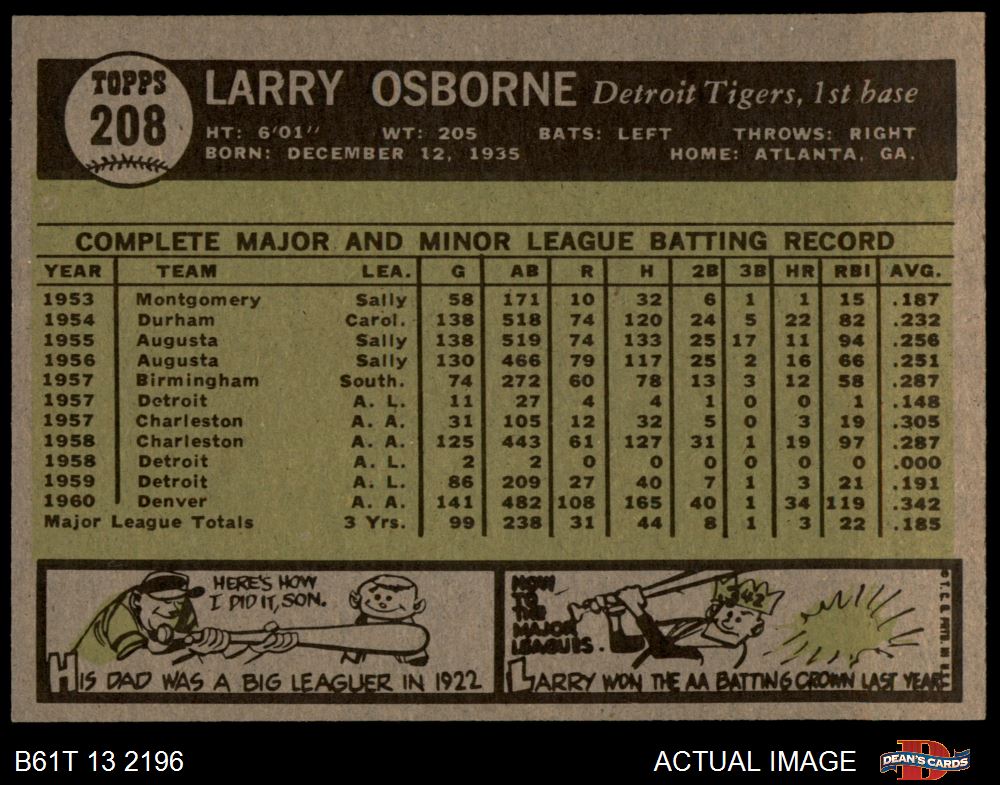 TOPPS
208
LARRY OSBORNE Detroit Tigers, 1st base
HT: 6'01" WT: 205 BATS: LEFT THROWS: RIGHT
BORN: DECEMBER 12, 1935 HOME: ATLANTA, GA.
COMPLETE MAJOR AND MINOR LEAGUE BATTING RECORD
YEAR TEAM LEA. G AB R H 2B 3B HR RBI AVG.
1953 Montgomery Sally 58 171 10 32 6 1 1 15 .187
1954 Durham Carol. 138 518 74 120 24 5 22 82 .232
1955 Augusta Sally 138 519 74 133 25 17 11 94 .256
1956 Augusta Sally 130 466 79 117 25 2 16 66 .251
1957 Birmingham South. 74 272 60 78 13 3 12 58 .287
1957 Detroit A. L. 11 27 4 4 1 0 0 1 .148
1957 Charleston A. A. 31 105 12 32 5 0 3 19 .305
1958 Charleston A. A. 125 443 61 127 31 1 19 97 .287
1958 Detroit A. L. 2 2 0 0 0 0 0 0 .000
1959 Detroit A. L. 86 209 27 40 7 1 3 21 .191
1960 Denver A. A. 141 482 108 165 40 1 34 119 .342
Major League Totals 3 Yrs. 99 238 31 44 8 1 3 22 .185
HERE'S HOW
I DID IT, SON.
HIS DAD WAS A BIG LEAGUER IN 1922
NOW
TO
THE
MAJOR
LEAGUES.
.342
LARRY WON THE AA BATTING CROWN LAST YEAR!
© T.C.G. PRTD. IN U.S.A.
B61T 13 2196
ACTUAL IMAGE
D
DEAN'S CARDS